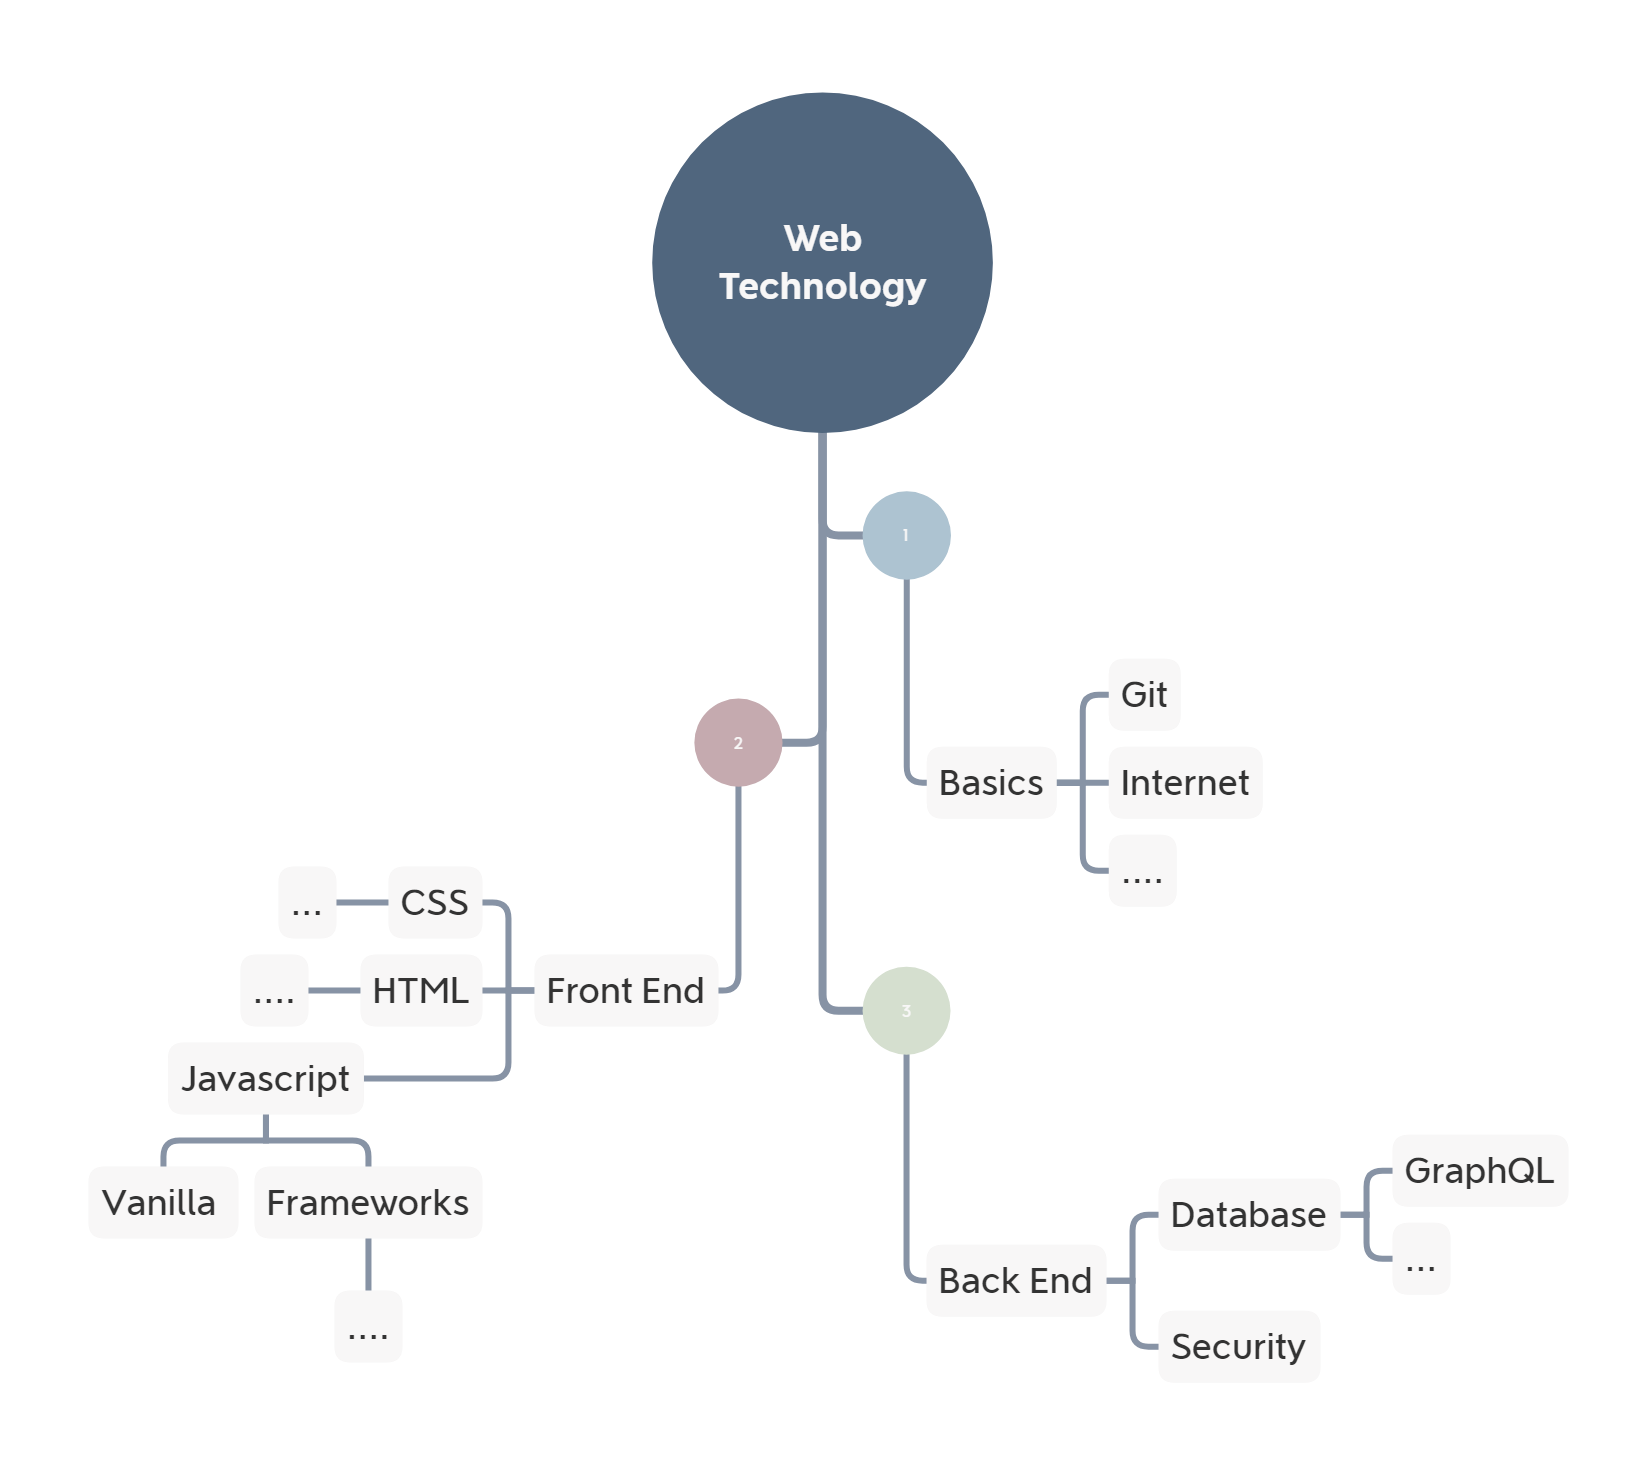 Web
Technology
1
Git
2
Basics
Internet
....
...
CSS
....
HTML
Front End
3
Javascript
Vanilla
Frameworks
....
GraphQL
Database
...
Back End
Security